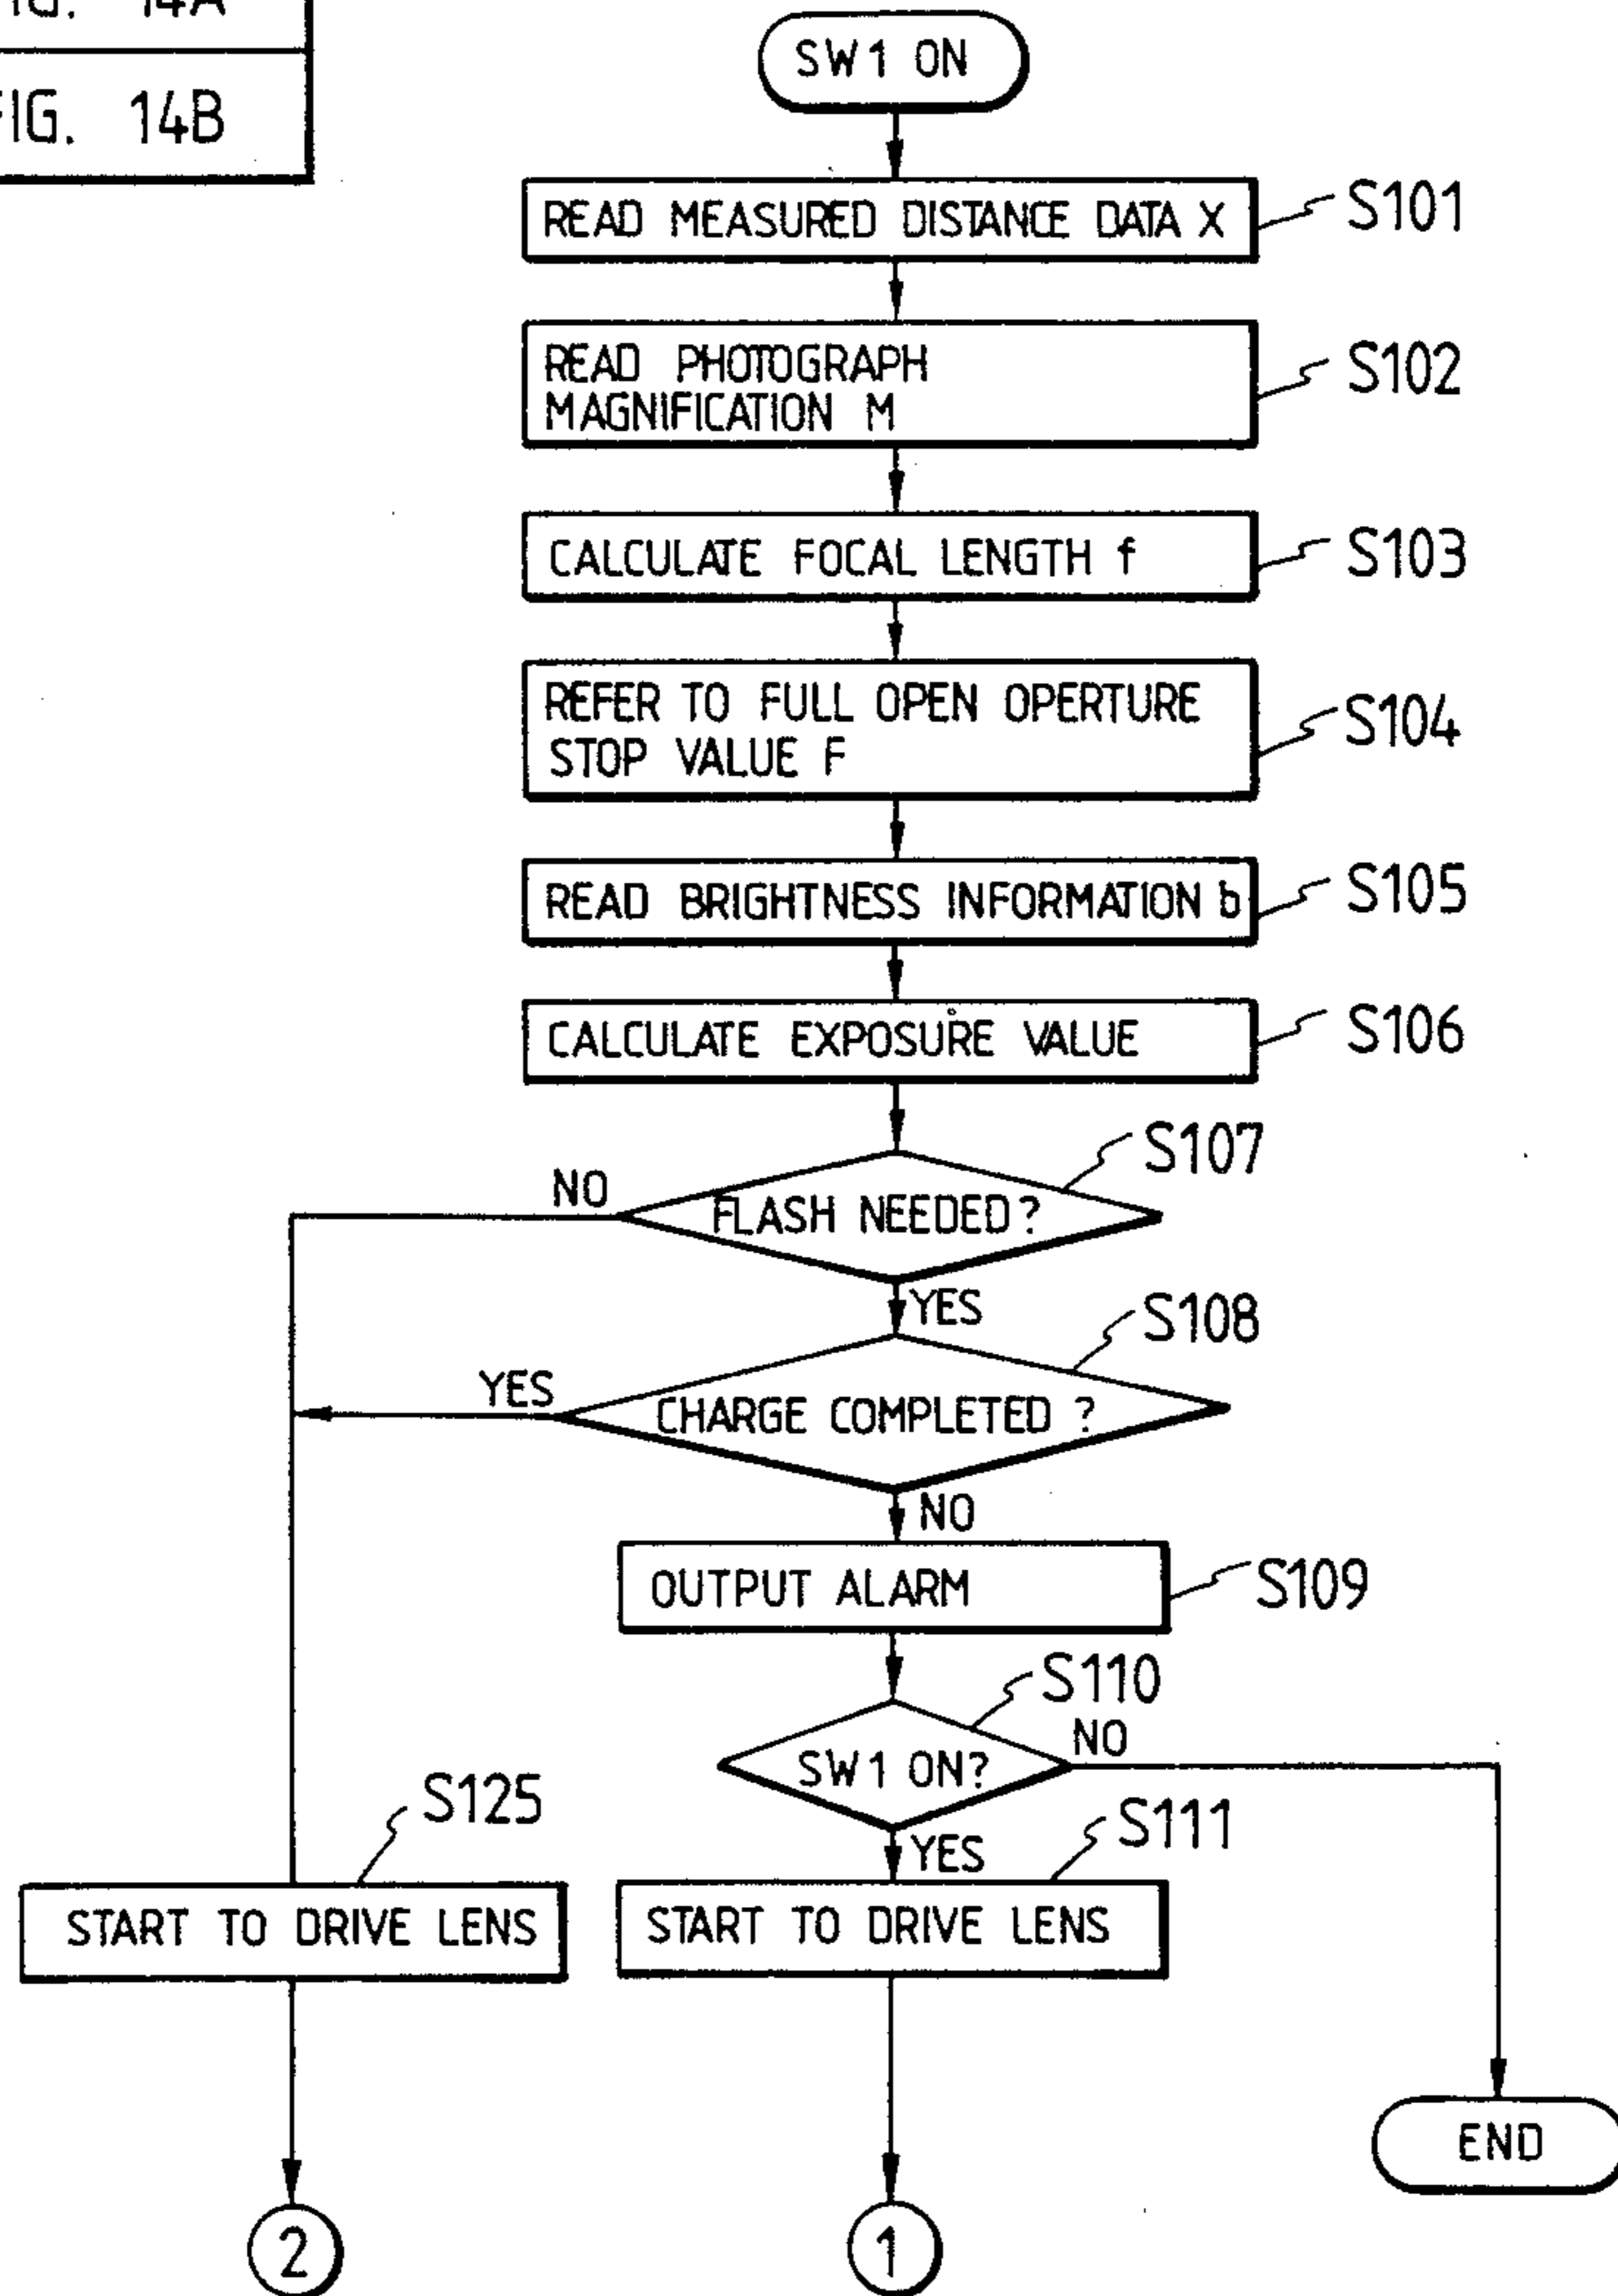 FIG. 14A
FIG. 14B
SW1 ON
READ MEASURED DISTANCE DATA X
S101
READ PHOTOGRAPH
MAGNIFICATION M
S102
CALCULATE FOCAL LENGTH f
S103
REFER TO FULL OPEN OPERTURE
STOP VALUE F
S104
READ BRIGHTNESS INFORMATION b
S105
CALCULATE EXPOSURE VALUE
S106
S107
NO
FLASH NEEDED?
YES
S108
YES
CHARGE COMPLETED ?
NO
OUTPUT ALARM
S109
S110
NO
SW1 ON?
S125
S111
YES
START TO DRIVE LENS
START TO DRIVE LENS
END
2
1